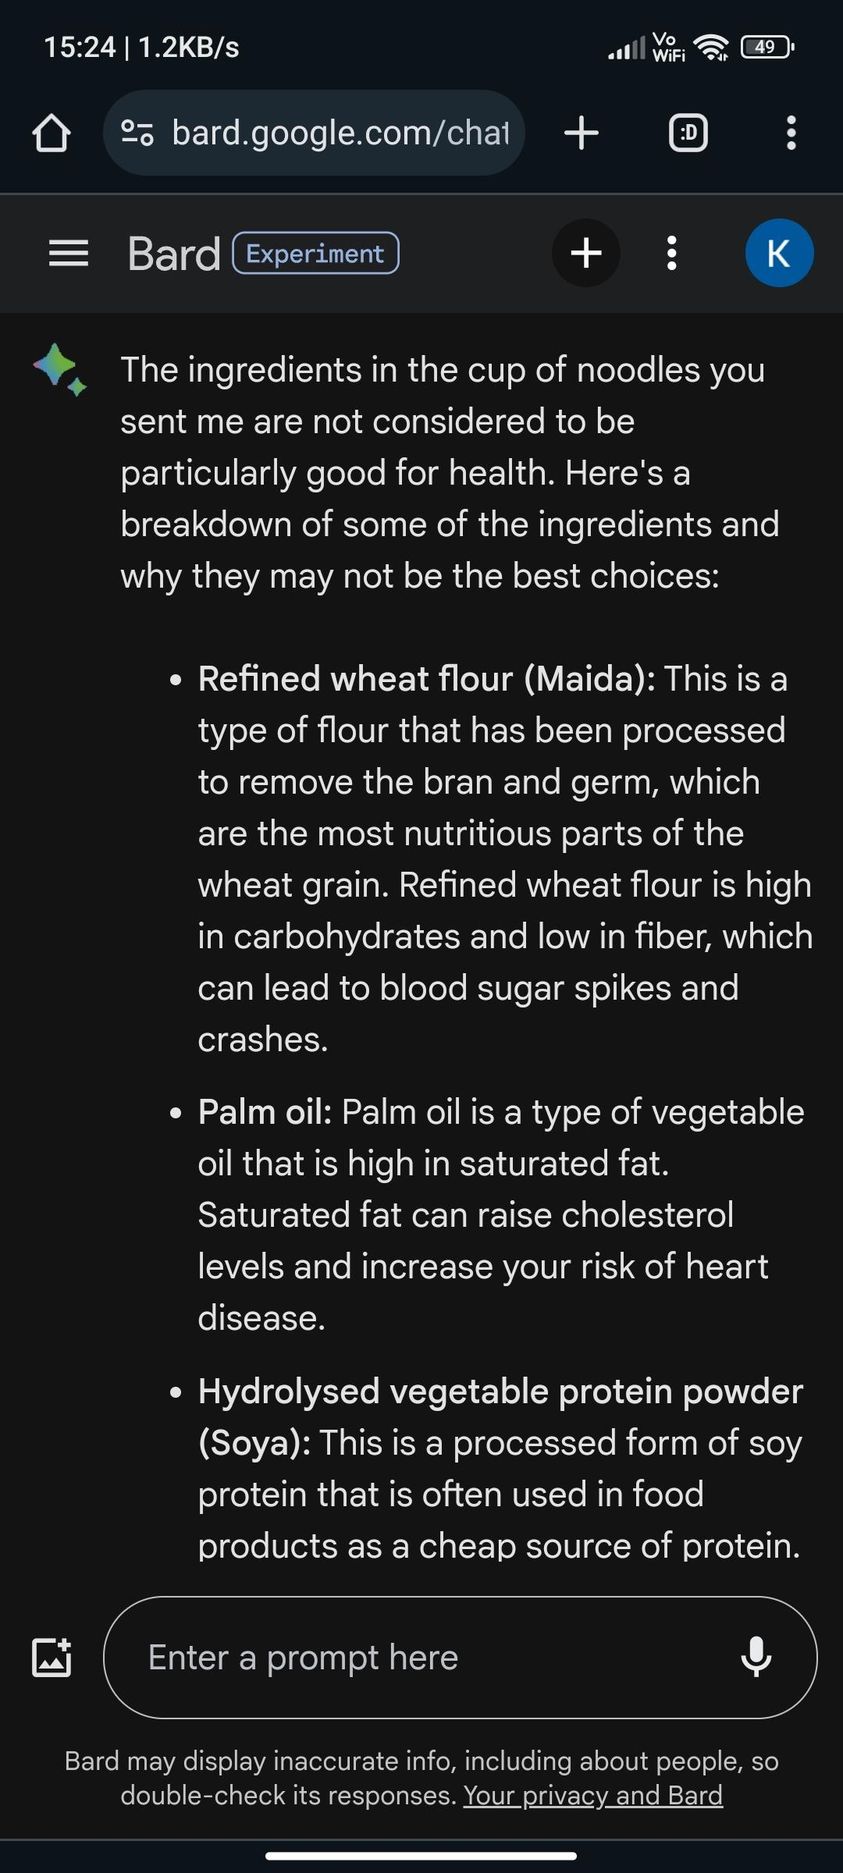 15:24 | 1.2KB/s
Vo
WiFi
49
bard.google.com/chat
:D
Bard Experiment
K
The ingredients in the cup of noodles you
sent me are not considered to be
particularly good for health. Here's a
breakdown of some of the ingredients and
why they may not be the best choices:
• Refined wheat flour (Maida): This is a
type of flour that has been processed
to remove the bran and germ, which
are the most nutritious parts of the
wheat grain. Refined wheat flour is high
in carbohydrates and low in fiber, which
can lead to blood sugar spikes and
crashes.
• Palm oil: Palm oil is a type of vegetable
oil that is high in saturated fat.
Saturated fat can raise cholesterol
levels and increase your risk of heart
disease.
• Hydrolysed vegetable protein powder
(Soya): This is a processed form of soy
protein that is often used in food
products as a cheap source of protein.
Enter a prompt here
Bard may display inaccurate info, including about people, so
double-check its responses. Your privacy and Bard